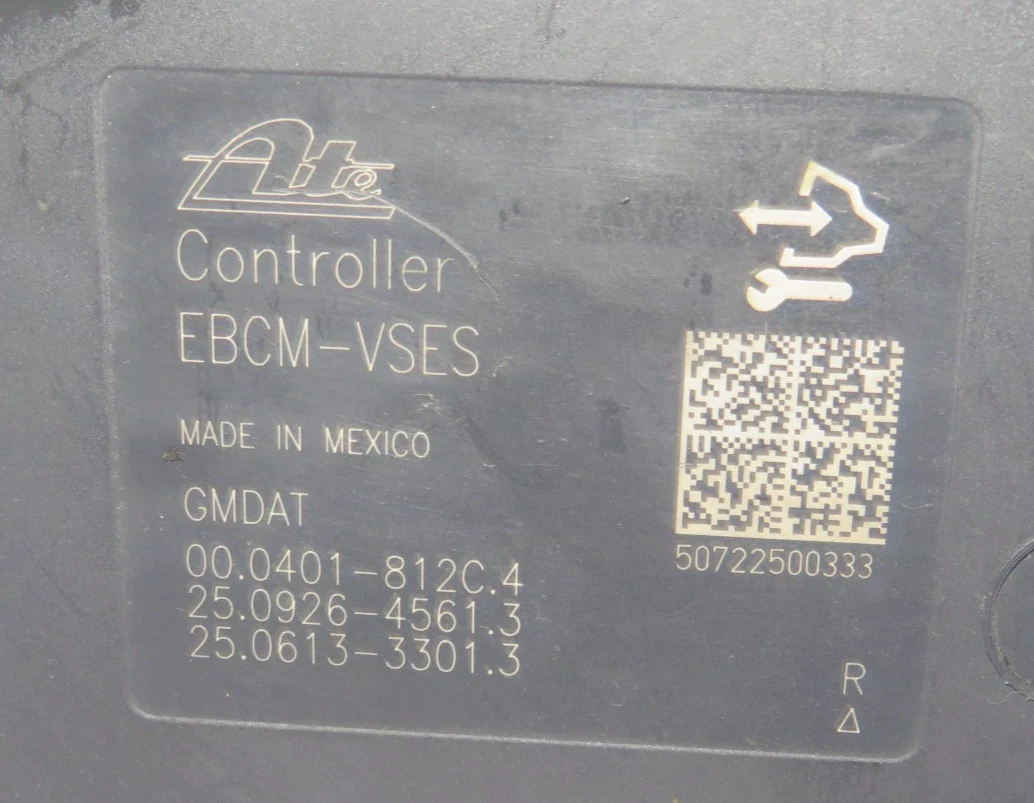 Ate
Controller
EBCM-VSES
MADE IN MEXICO
GMDAT
00.0401-812C.4
25.0926-4561.3
25.0613-3301.3
50722500333
R